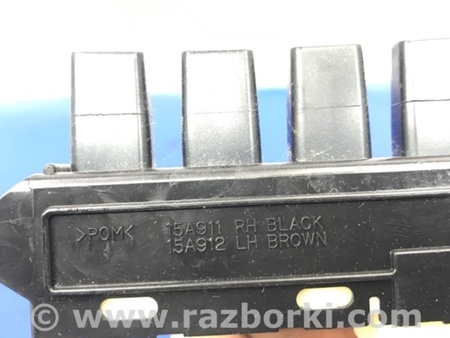 >POM< 15A911 RH BLACK
15A912 LH BROWN
www.razborki.com